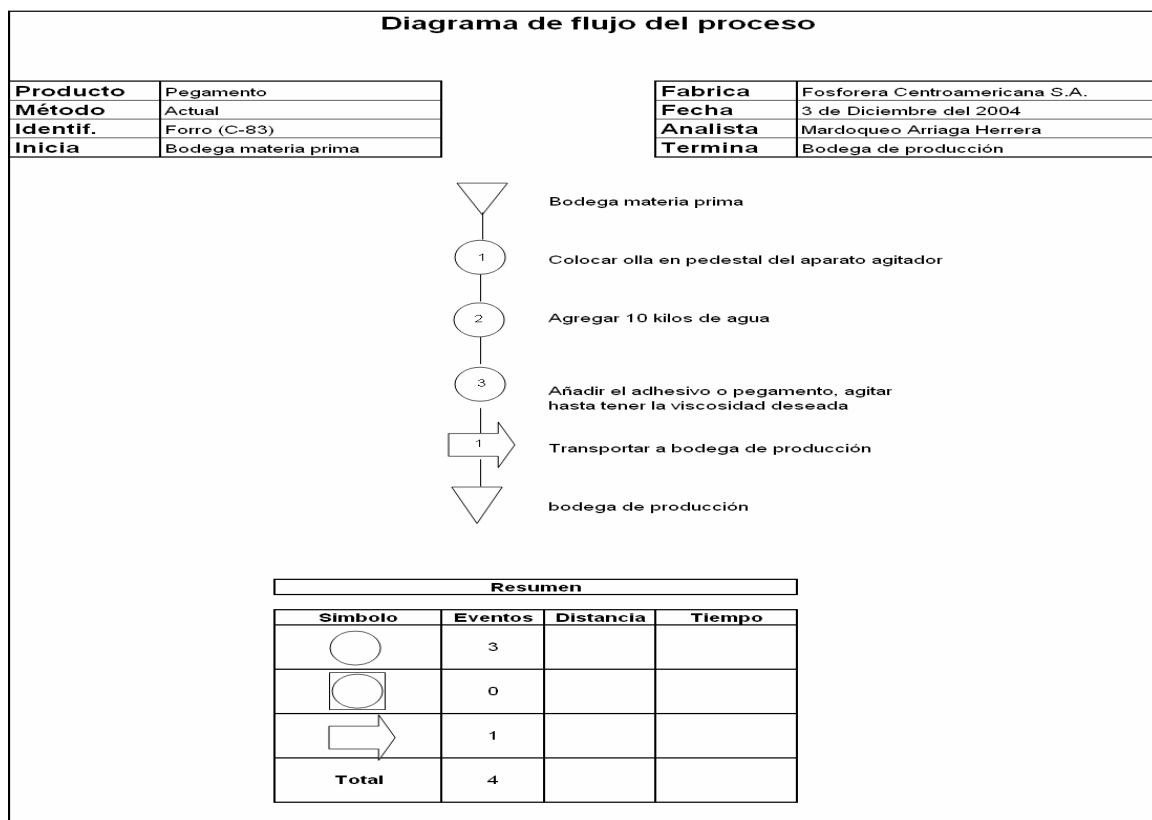 Diagrama de flujo del proceso
Producto Pegamento
Método Actual
Identif. Forro (C-83)
Inicia Bodega materia prima
Fabrica Fosforera Centroamericana S.A.
Fecha 3 de Diciembre del 2004
Analista Mardoqueo Arriaga Herrera
Termina Bodega de producción
Bodega materia prima
1 Colocar olla en pedestal del aparato agitador
2 Agregar 10 kilos de agua
3 Añadir el adhesivo o pegamento, agitar
hasta tener la viscosidad deseada
1 Transportar a bodega de producción
bodega de producción
Resumen
Simbolo Eventos Distancia Tiempo
3
0
1
Total 4